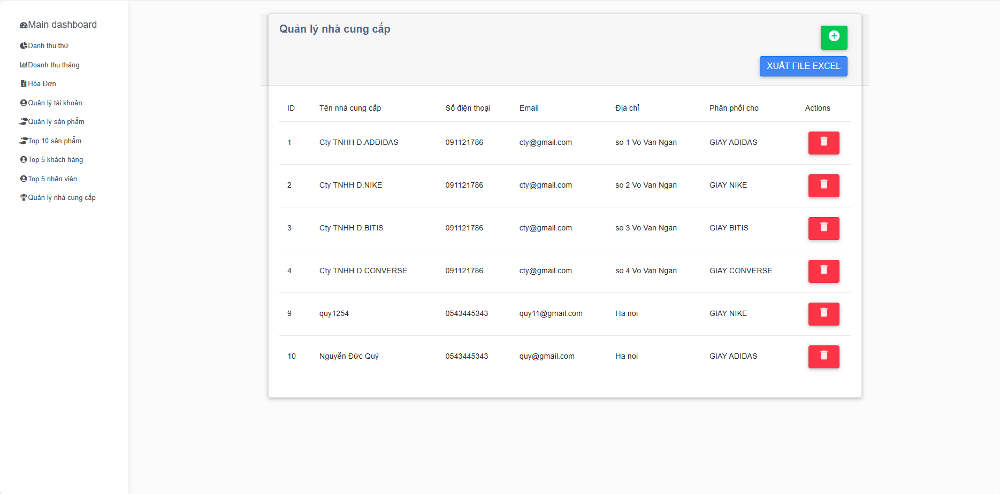 Main dashboard
Danh thu thứ
Doanh thu tháng
Hóa Đơn
Quản lý tài khoản
Quản lý sản phẩm
Top 10 sản phẩm
Top 5 khách hàng
Top 5 nhân viên
Quản lý nhà cung cấp
Quản lý nhà cung cấp
XUẤT FILE EXCEL
ID Tên nhà cung cấp Số điện thoại Email Địa chỉ Phân phối cho Actions
1 Cty TNHH D.ADDIDAS 091121786 cty@gmail.com so 1 Vo Van Ngan GIAY ADIDAS
2 Cty TNHH D.NIKE 091121786 cty@gmail.com so 2 Vo Van Ngan GIAY NIKE
3 Cty TNHH D.BITIS 091121786 cty@gmail.com so 3 Vo Van Ngan GIAY BITIS
4 Cty TNHH D.CONVERSE 091121786 cty@gmail.com so 4 Vo Van Ngan GIAY CONVERSE
9 quy1254 0543445343 quy11@gmail.com Ha noi GIAY NIKE
10 Nguyễn Đức Quý 0543445343 quy@gmail.com Ha noi GIAY ADIDAS